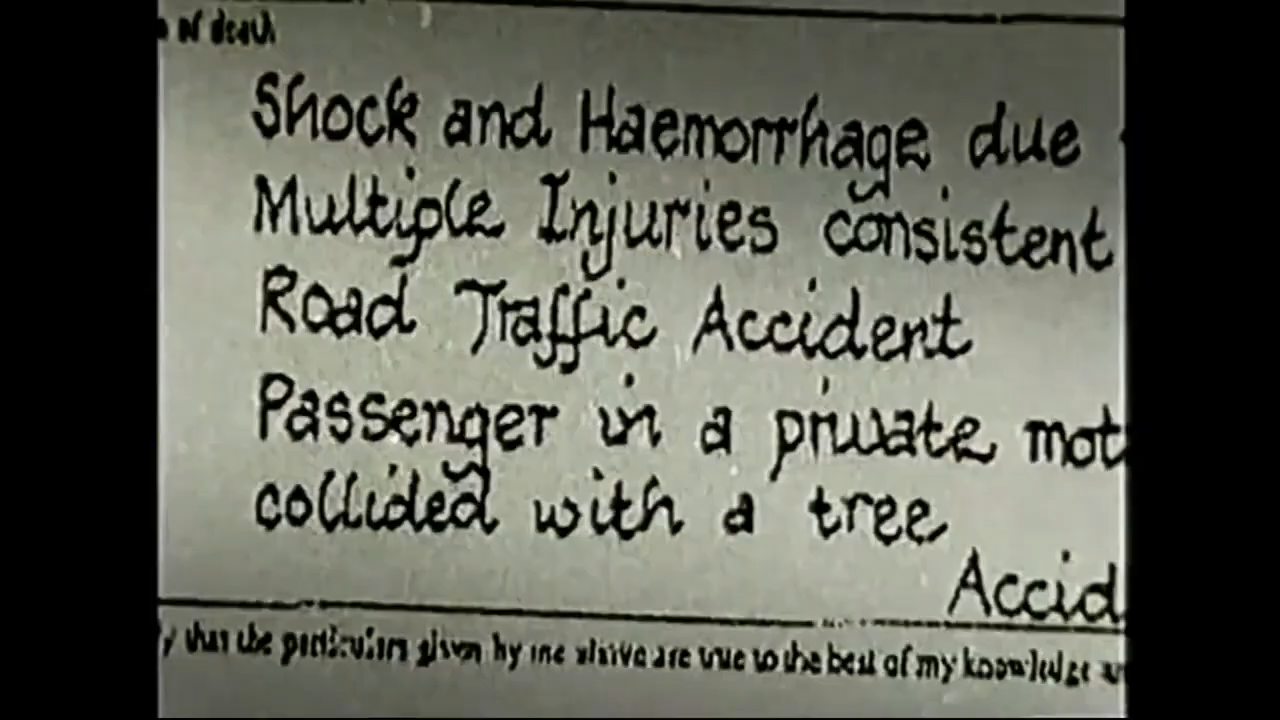 of death
Shock and Haemorrhage due
Multiple Injuries consistent
Road Traffic Accident
Passenger in a private mot
collided with a tree
Accid
y that the particulars given by me above are true to the best of my knowledge